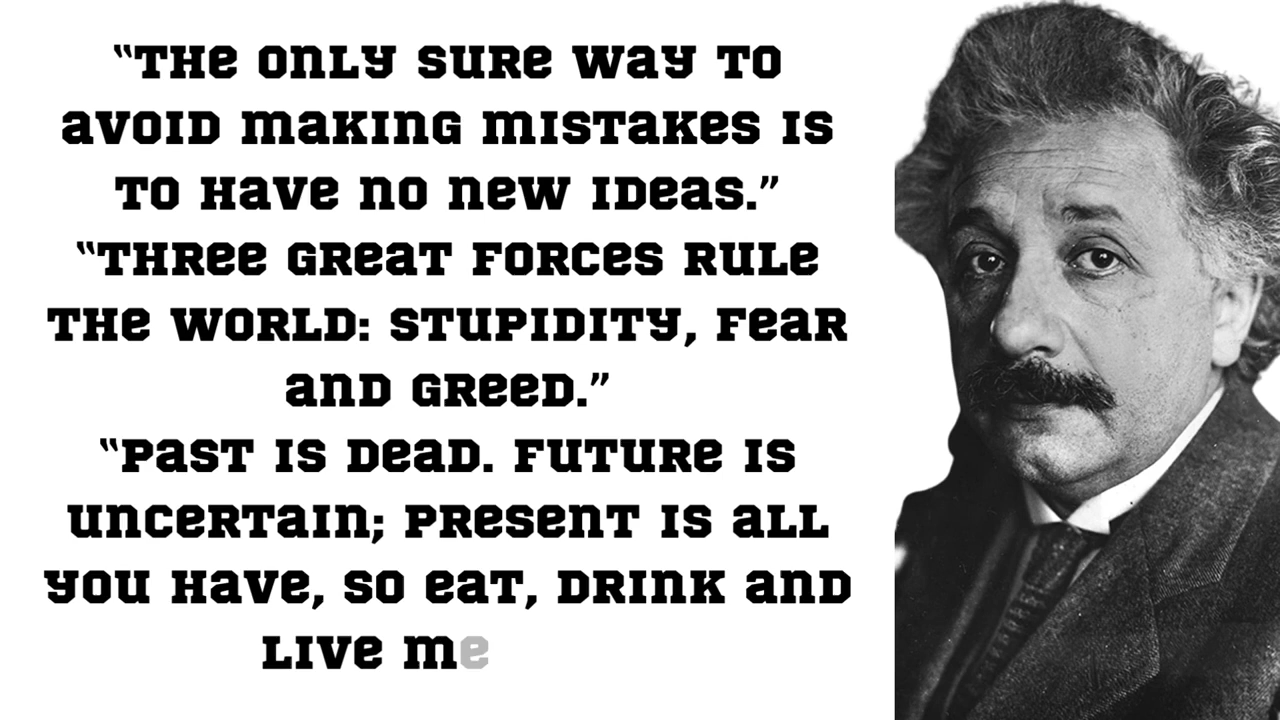 “The only sure way to
avoid making mistakes is
to have no new ideas.”
“Three great forces rule
the world: stupidity, fear
and greed.”
“Past is dead. Future is
uncertain; present is all
you have, so eat, drink and
live me